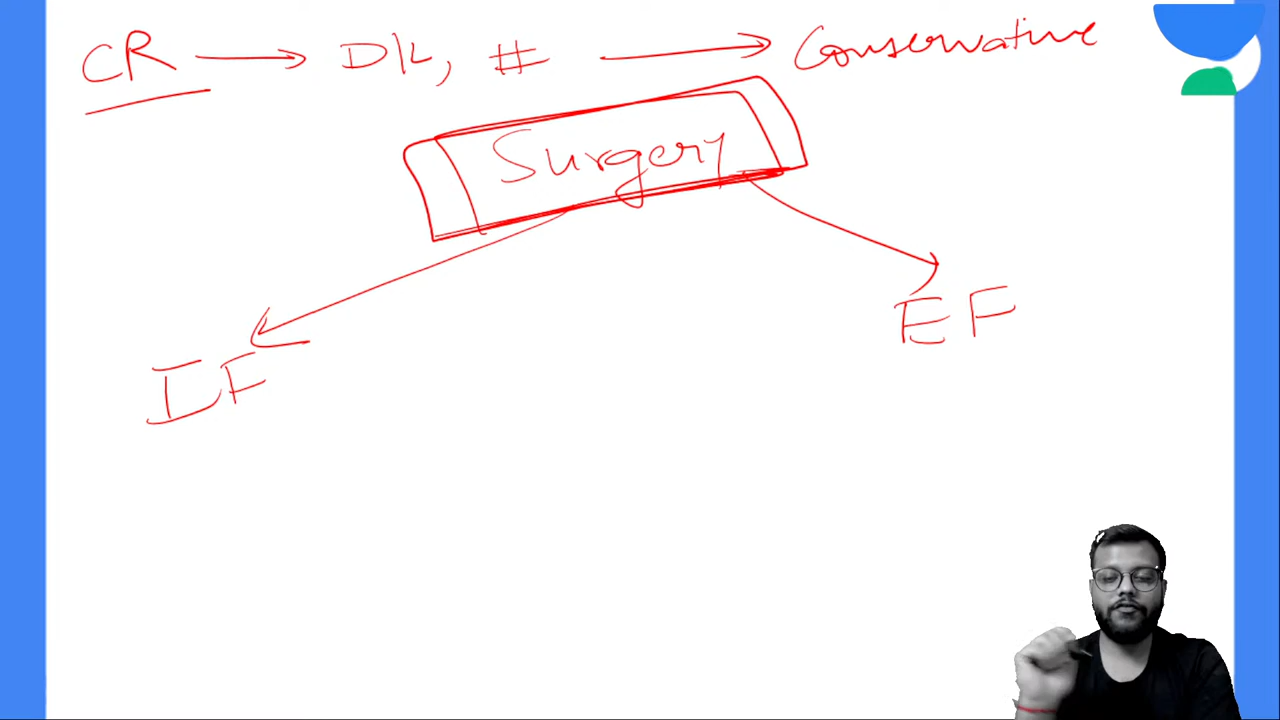 CR → D/L, # → Conservative
Surgery
EF
IF